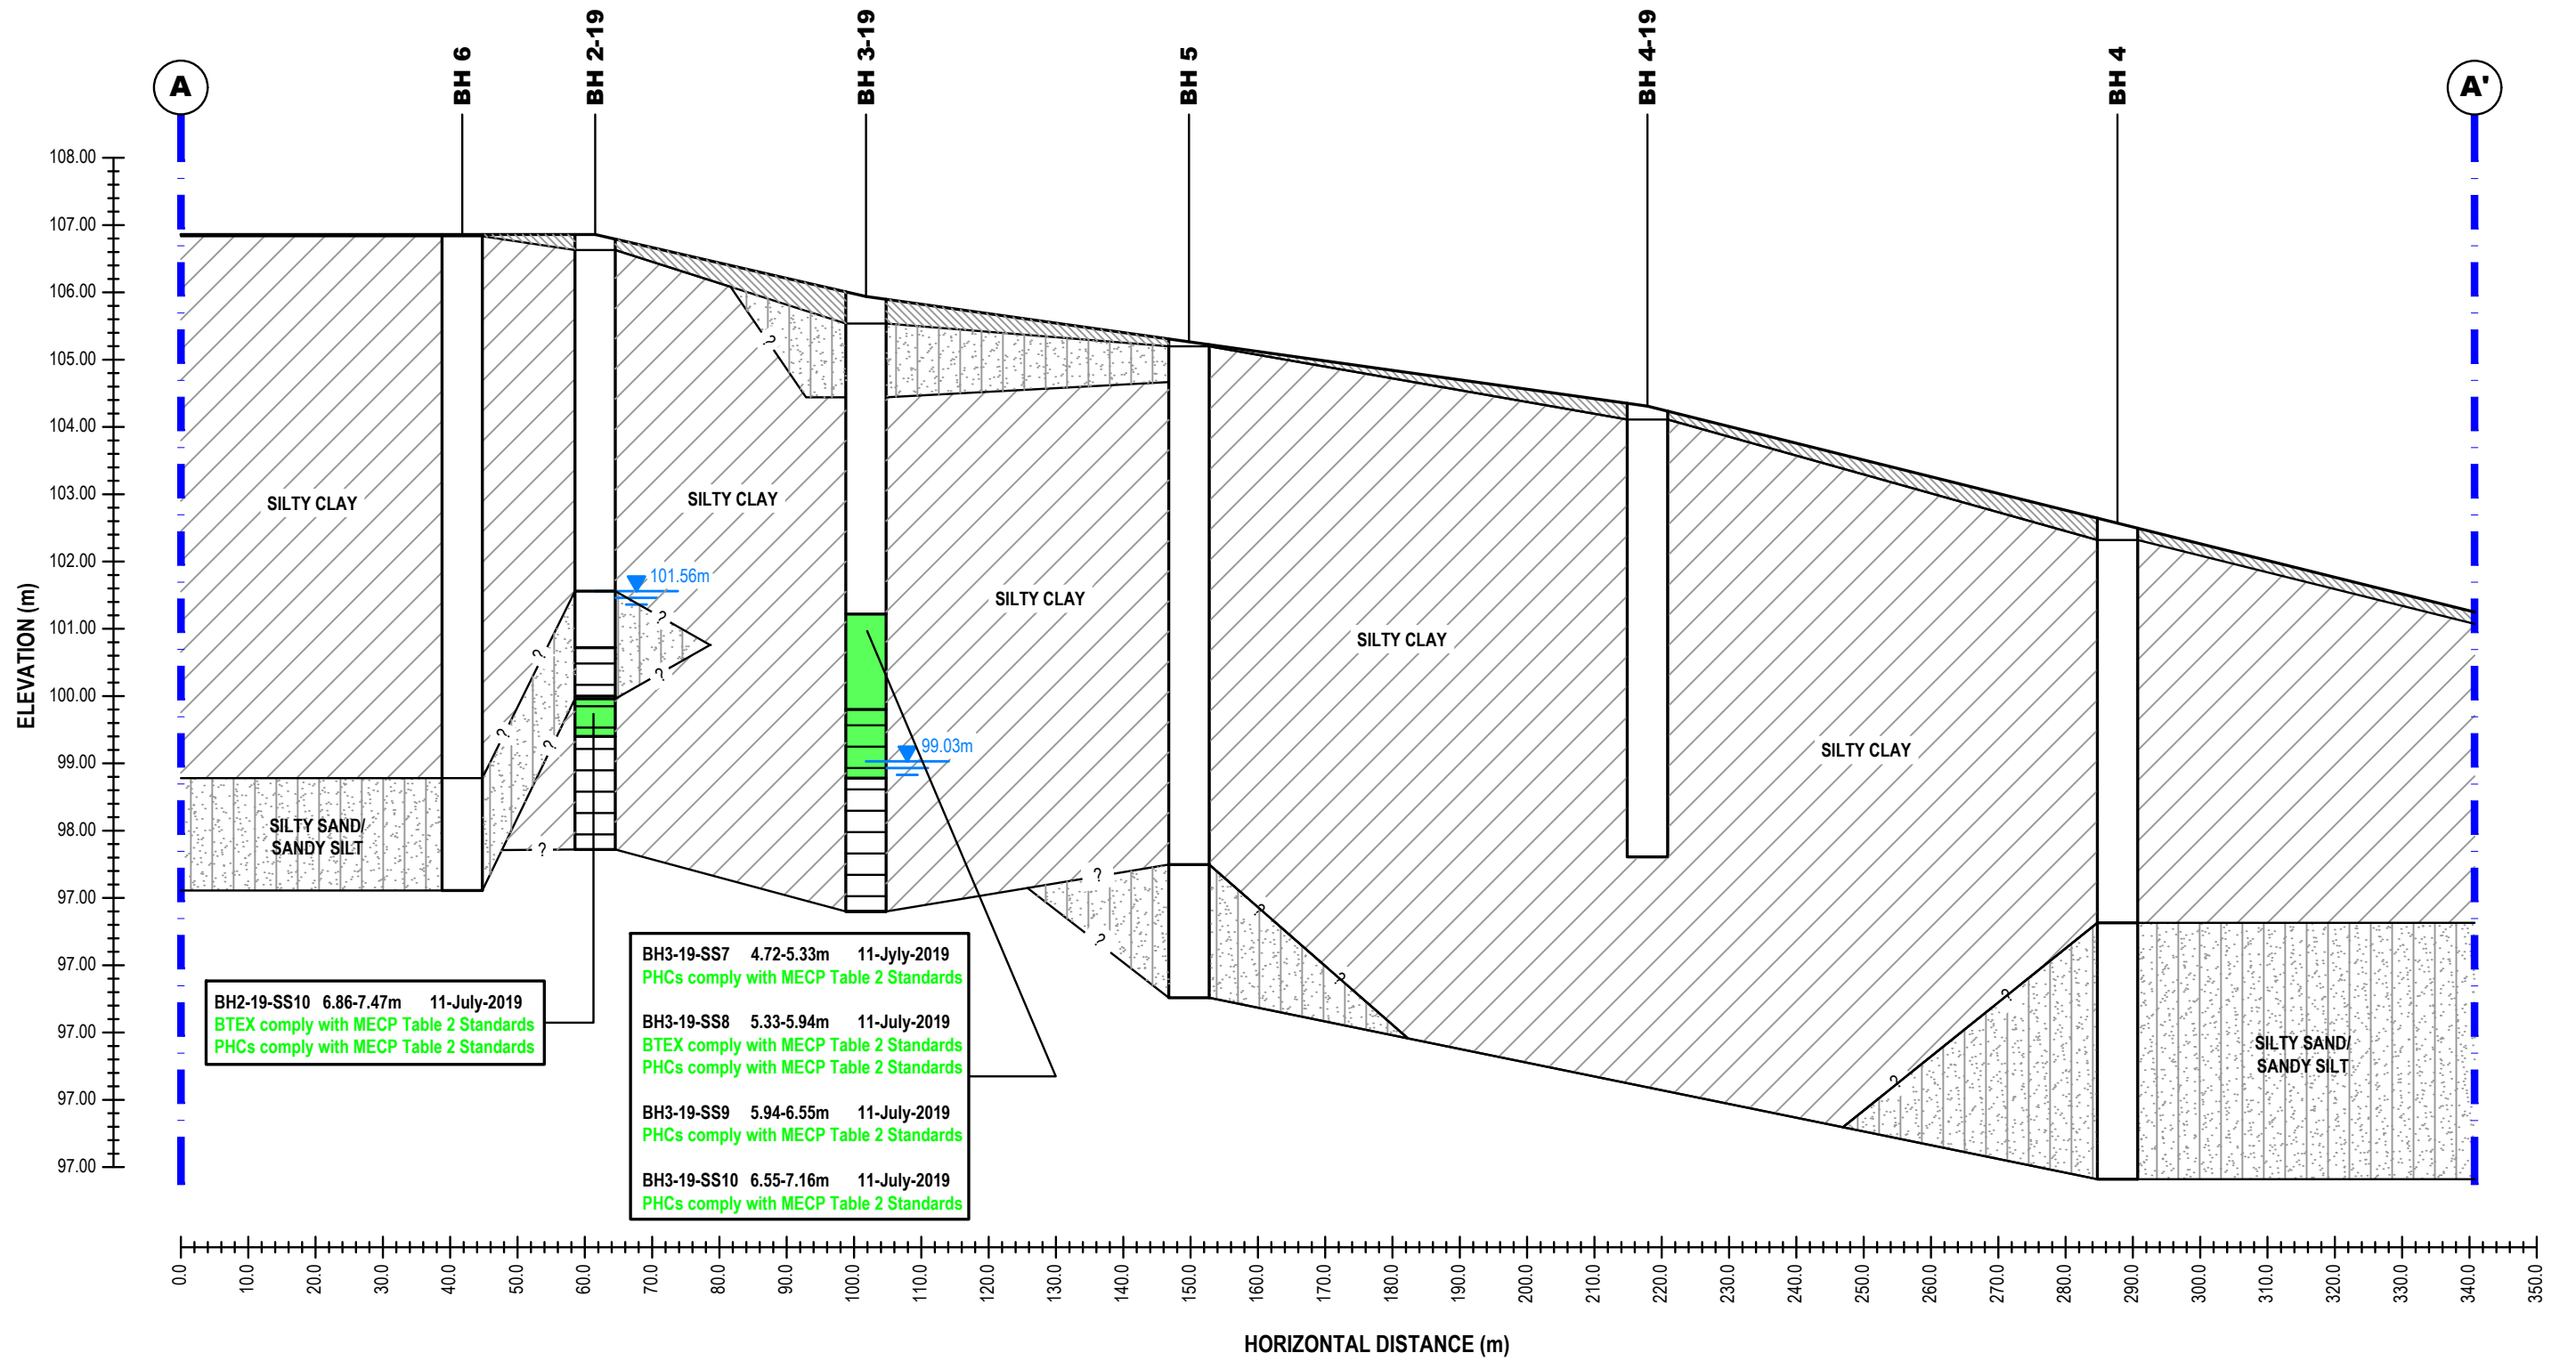 A
BH 6
BH 2-19
BH 3-19
BH 5
BH 4-19
BH 4
A'
108.00
107.00
106.00
105.00
104.00
103.00
102.00
101.00
100.00
99.00
98.00
97.00
97.00
97.00
97.00
97.00
ELEVATION (m)
SILTY CLAY
SILTY CLAY
SILTY CLAY
SILTY CLAY
SILTY CLAY
101.56m
99.03m
SILTY SAND/
SANDY SILT
SILTY SAND/
SANDY SILT
?
?
?
?
?
?
?
?
?
?
?
?
?
BH2-19-SS10 6.86-7.47m 11-July-2019
BTEX comply with MECP Table 2 Standards
PHCs comply with MECP Table 2 Standards
BH3-19-SS7 4.72-5.33m 11-Jyly-2019
PHCs comply with MECP Table 2 Standards
BH3-19-SS8 5.33-5.94m 11-July-2019
BTEX comply with MECP Table 2 Standards
PHCs comply with MECP Table 2 Standards
BH3-19-SS9 5.94-6.55m 11-July-2019
PHCs comply with MECP Table 2 Standards
BH3-19-SS10 6.55-7.16m 11-July-2019
PHCs comply with MECP Table 2 Standards
0.0
10.0
20.0
30.0
40.0
50.0
60.0
70.0
80.0
90.0
100.0
110.0
120.0
130.0
140.0
150.0
160.0
170.0
180.0
190.0
200.0
210.0
220.0
230.0
240.0
250.0
260.0
270.0
280.0
290.0
300.0
310.0
320.0
330.0
340.0
350.0
HORIZONTAL DISTANCE (m)